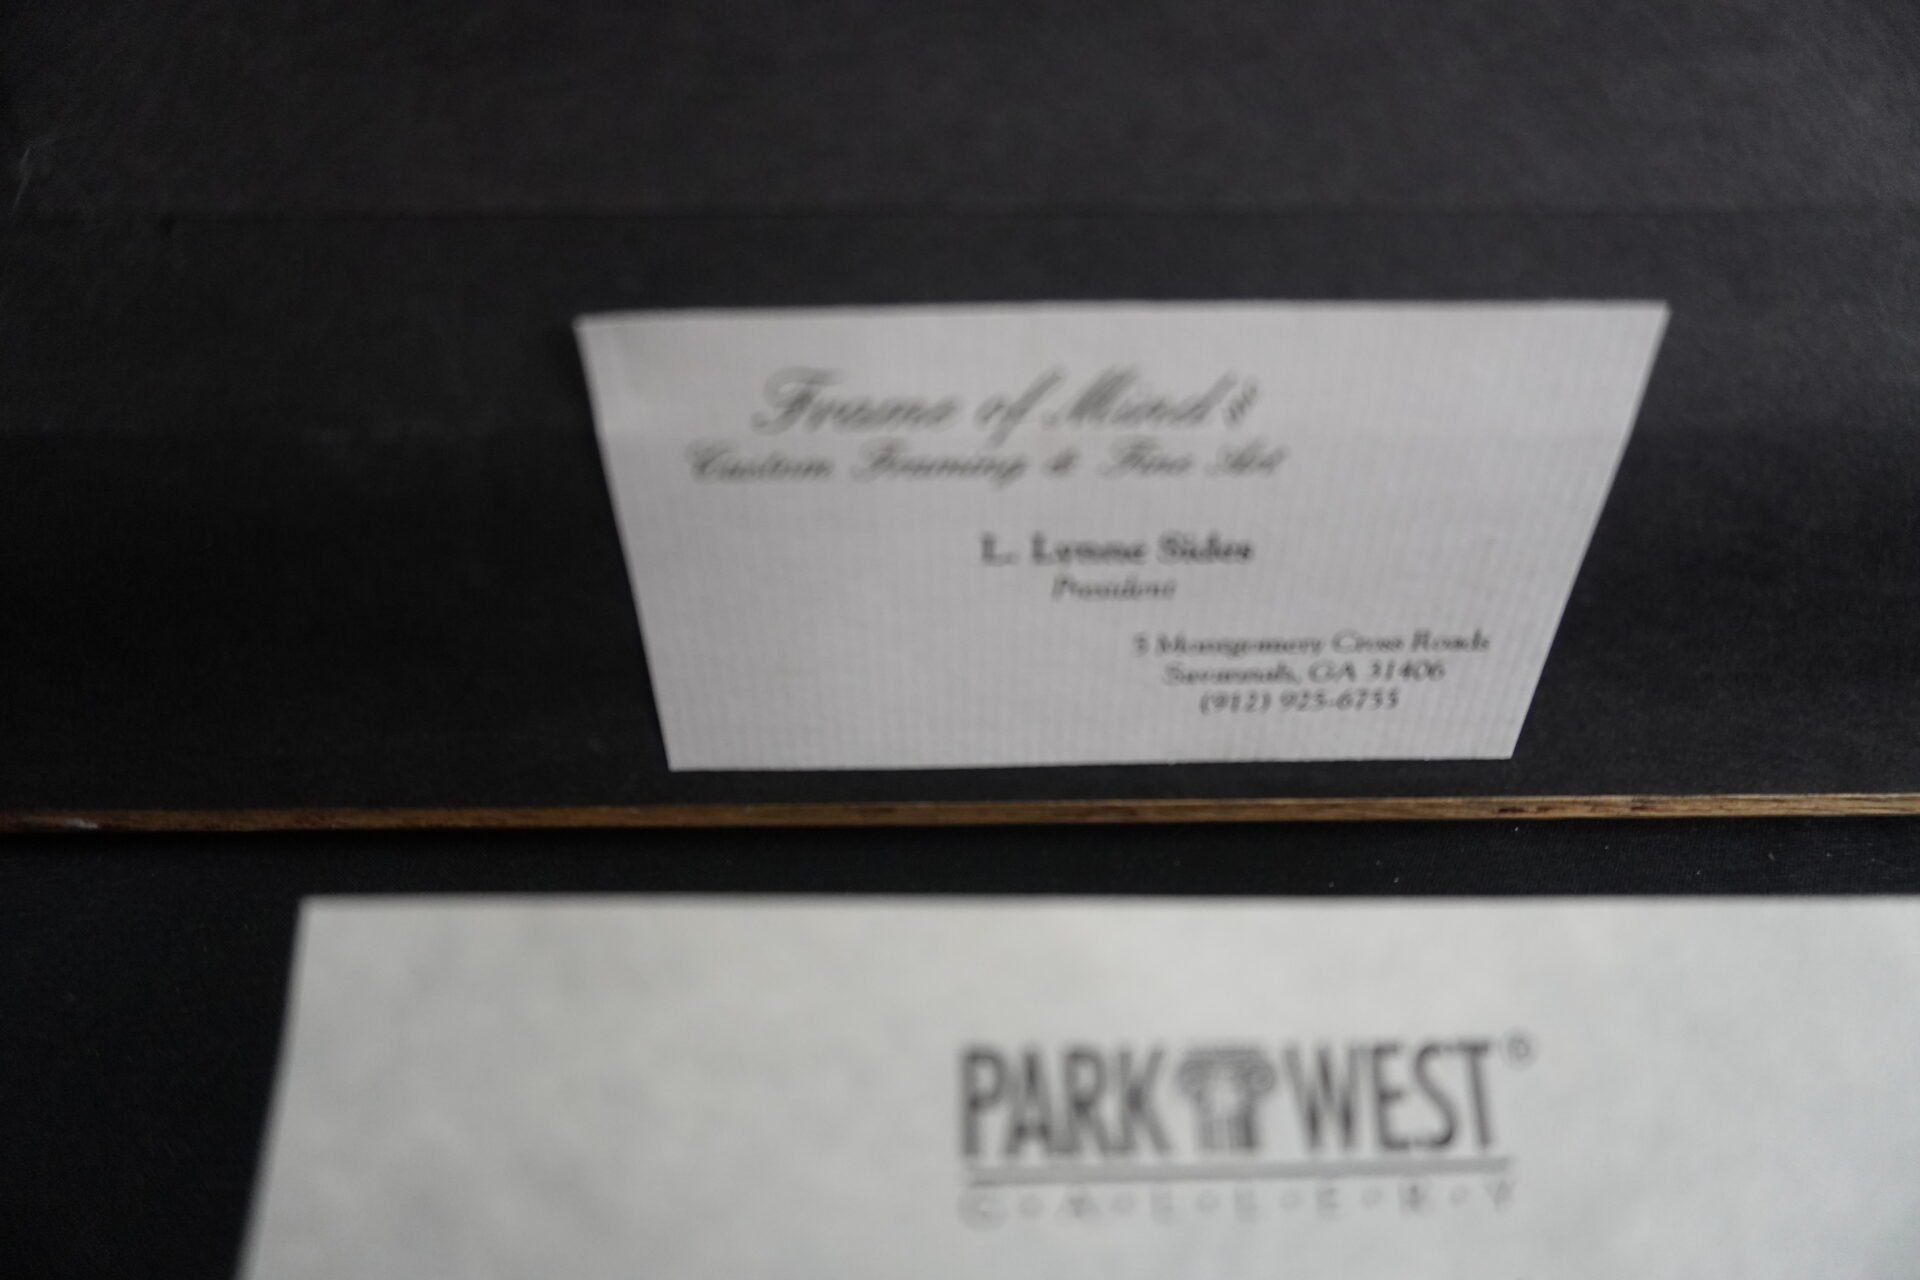 Frame of Mind
Custom Framing & Fine Art
L. Lynne Sides
President
5 Montgomery Cross Roads
Savannah, GA 31406
(912) 925-6755
PARK WEST®
G·A·L·L·E·R·Y